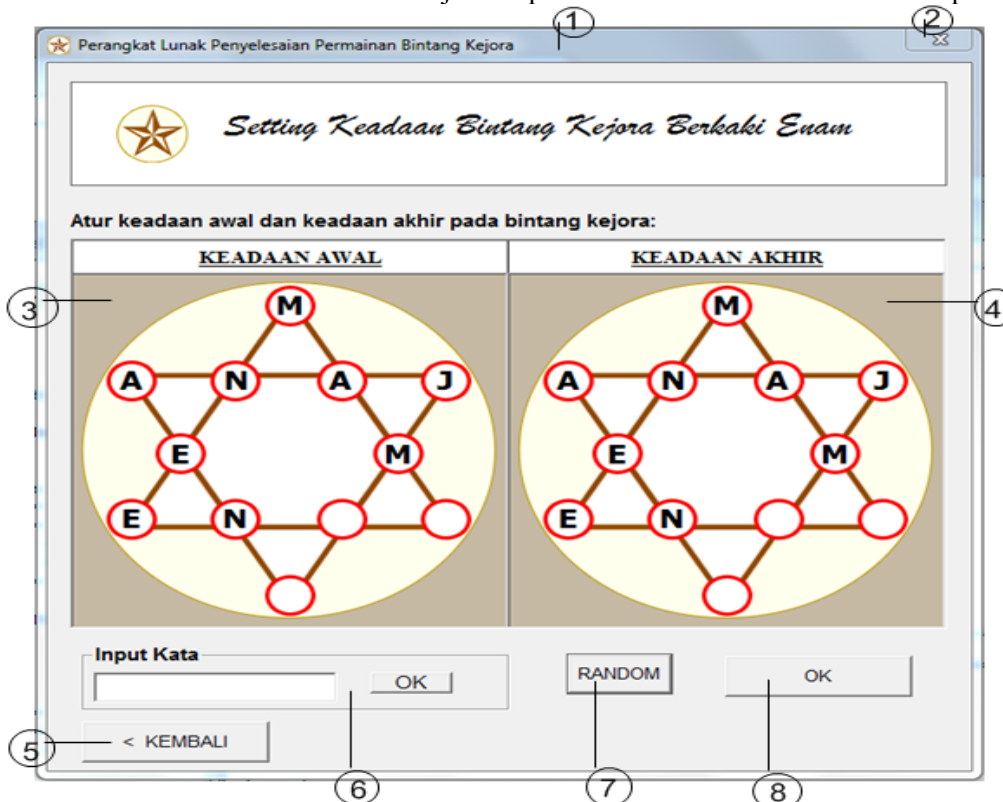 1 2
Perangkat Lunak Penyelesaian Permainan Bintang Kejora
Setting Keadaan Bintang Kejora Berkaki Enam
Atur keadaan awal dan keadaan akhir pada bintang kejora:
KEADAAN AWAL KEADAAN AKHIR
3 4
M M
A N A J A N A J
E M E M
E N E N
Input Kata
OK RANDOM OK
5 < KEMBALI
6 7 8